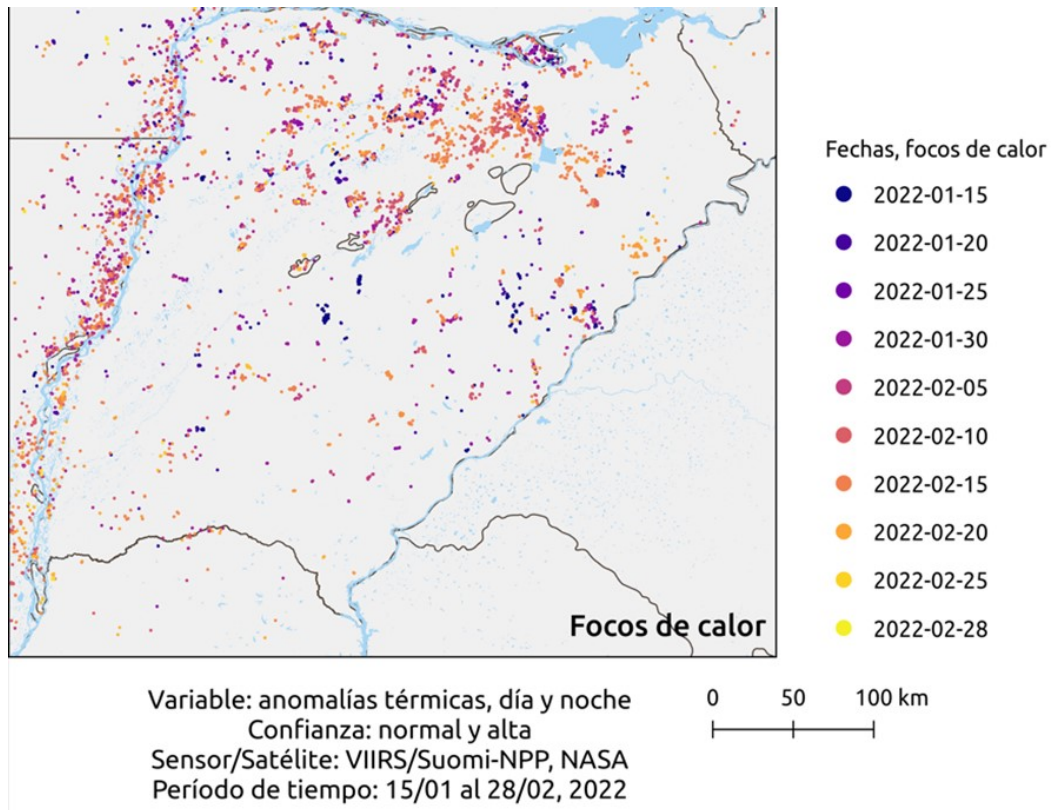 Fechas, focos de calor
2022-01-15
2022-01-20
2022-01-25
2022-01-30
2022-02-05
2022-02-10
2022-02-15
2022-02-20
2022-02-25
2022-02-28
Focos de calor
Variable: anomalías térmicas, día y noche
Confianza: normal y alta
Sensor/Satélite: VIIRS/Suomi-NPP, NASA
Período de tiempo: 15/01 al 28/02, 2022
0 50 100 km